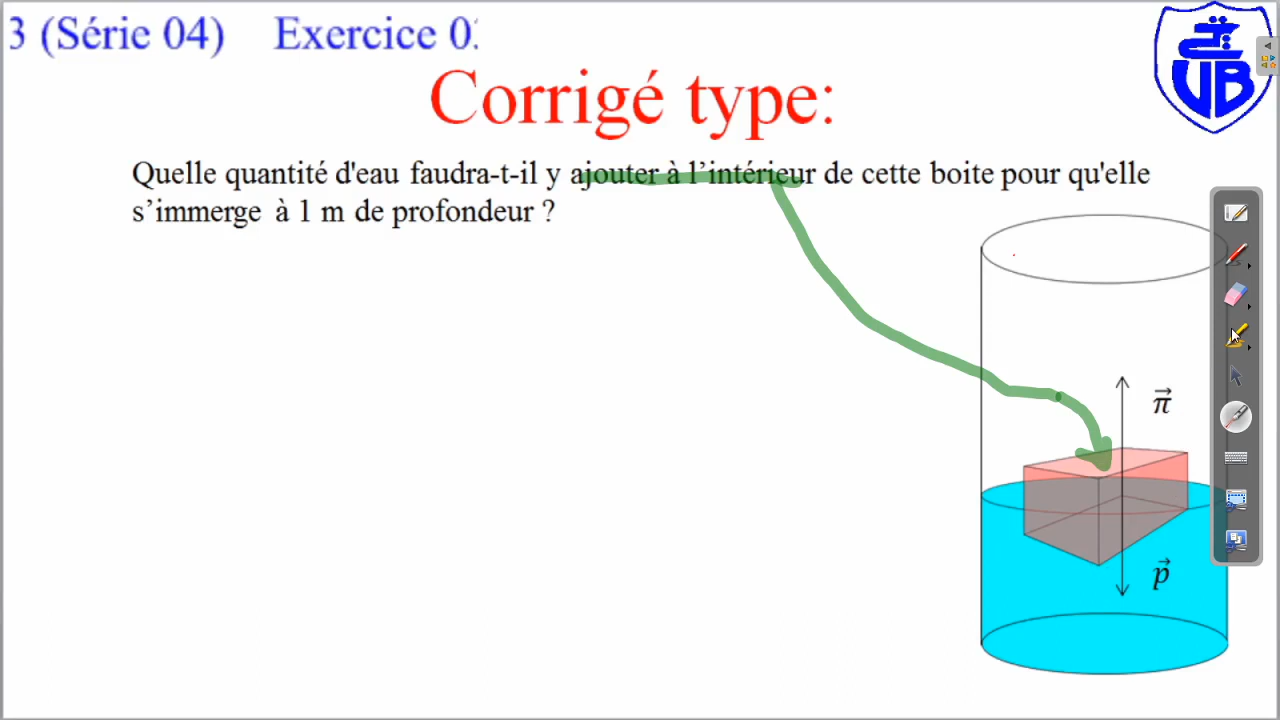 3 (Série 04) Exercice 0
Corrigé type:
UB
Quelle quantité d'eau faudra-t-il y ajouter à l’intérieur de cette boite pour qu'elle
s’immerge à 1 m de profondeur ?
π⃗
p⃗